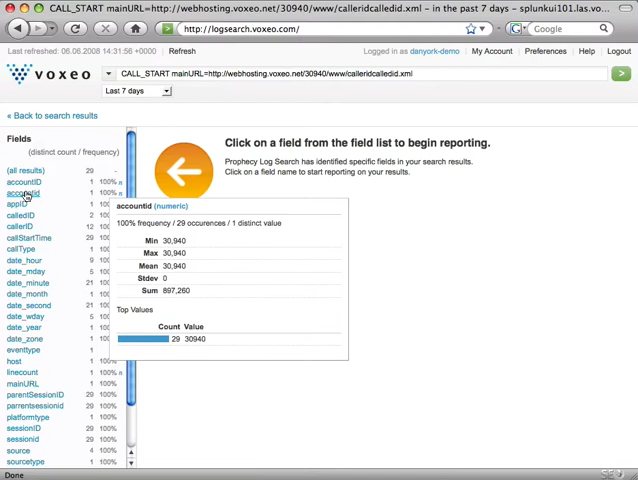 CALL_START mainURL=http://webhosting.voxeo.net/30940/www/calleridcalledid.xml - in the past 7 days - splunkui101.las.vo...
http://logsearch.voxeo.com/
Google
Last refreshed: 06.08.2008 14:31:56 +0000
Refresh
Logged in as danyork-demo | My Account | Preferences | Help | Logout
voxeo
CALL_START mainURL=http://webhosting.voxeo.net/30940/www/calleridcalledid.xml
Last 7 days
« Back to search results
Fields
(distinct count / frequency)
(all results) 29 -
accountID 1 100% n
accountid 1 100% n
appID 1 100%
calledID 2 100%
callerID 12 100%
callStartTime 29 100%
callType 1 100%
date_hour 9 100%
date_mday 5 100%
date_minute 21 100%
date_month 1 100%
date_second 21 100%
date_wday 5 100%
date_year 1 100%
date_zone 1 100%
eventtype 1 100%
host 1 100%
linecount 1 100% n
mainURL 1 100%
parentSessionID 29 100%
parrentsessionid 29 100%
platformtype 1 100%
sessionID 29 100%
sessionid 29 100%
source 4 100%
sourcetype 1 100%
Click on a field from the field list to begin reporting.
Prophecy Log Search has identified specific fields in your search results.
Click on a field name to start reporting on your results.
accountid (numeric)
100% frequency / 29 occurences / 1 distinct value
Min 30,940
Max 30,940
Mean 30,940
Stdev 0
Sum 897,260
Top Values
Count Value
29 30940
Done